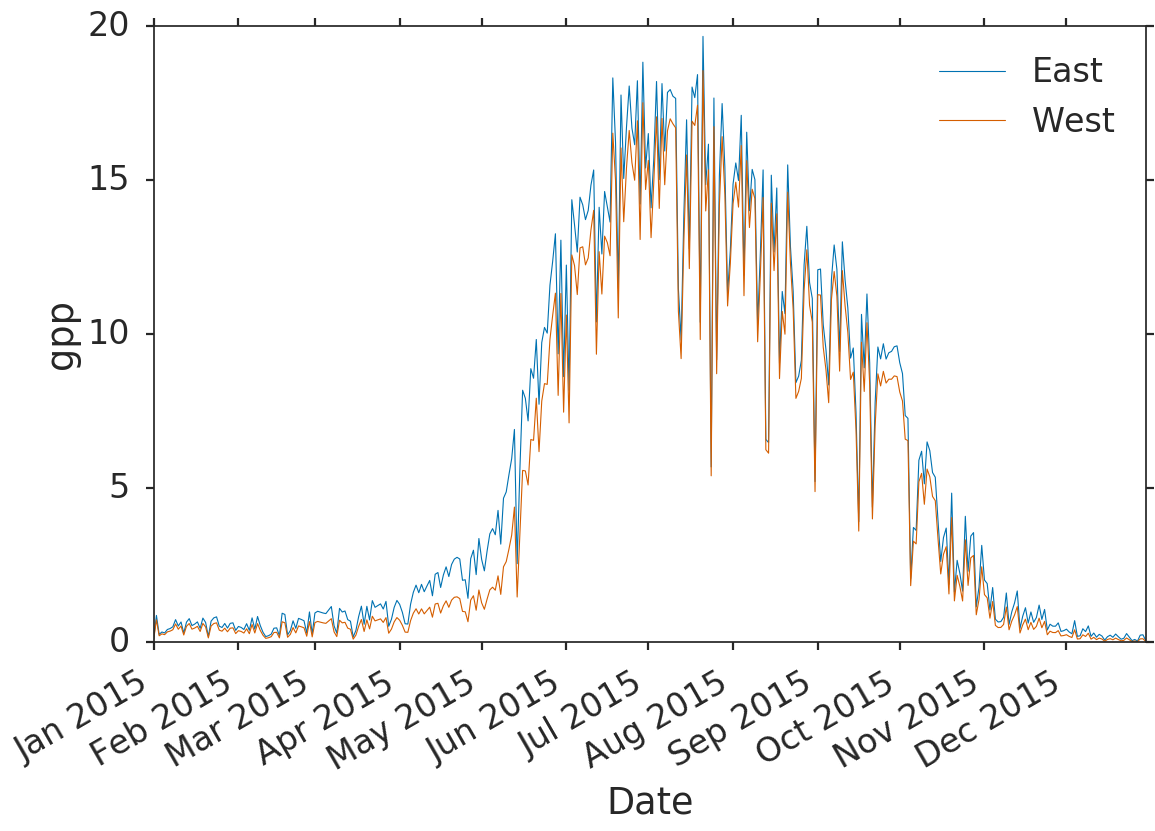 20
15
10
5
0
gpp
East
West
Jan 2015
Feb 2015
Mar 2015
Apr 2015
May 2015
Jun 2015
Jul 2015
Aug 2015
Sep 2015
Oct 2015
Nov 2015
Dec 2015
Date